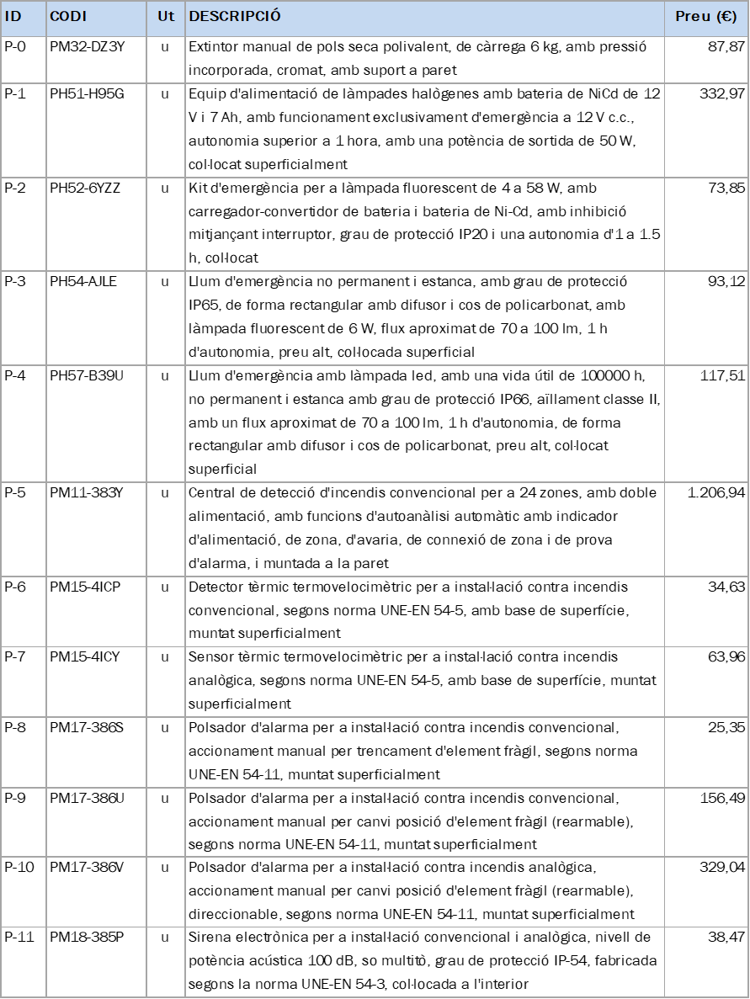 ID CODI Ut DESCRIPCIÓ Preu (€)
P-0 PM32-DZ3Y u Extintor manual de pols seca polivalent, de càrrega 6 kg, amb pressió 87,87
incorporada, cromat, amb suport a paret
P-1 PH51-H95G u Equip d'alimentació de làmpades halògenes amb bateria de NiCd de 12 332,97
V i 7 Ah, amb funcionament exclusivament d'emergència a 12 V c.c.,
autonomia superior a 1 hora, amb una potència de sortida de 50 W,
col·locat superficialment
P-2 PH52-6YZZ u Kit d'emergència per a làmpada fluorescent de 4 a 58 W, amb 73,85
carregador-convertidor de bateria i bateria de Ni-Cd, amb inhibició
mitjançant interruptor, grau de protecció IP20 i una autonomia d'1 a 1.5
h, col·locat
P-3 PH54-AJLE u Llum d'emergència no permanent i estanca, amb grau de protecció 93,12
IP65, de forma rectangular amb difusor i cos de policarbonat, amb
làmpada fluorescent de 6 W, flux aproximat de 70 a 100 lm, 1 h
d'autonomia, preu alt, col·locada superficial
P-4 PH57-B39U u Llum d'emergència amb làmpada led, amb una vida útil de 100000 h, 117,51
no permanent i estanca amb grau de protecció IP66, aïllament classe II,
amb un flux aproximat de 70 a 100 lm, 1 h d'autonomia, de forma
rectangular amb difusor i cos de policarbonat, preu alt, col·locat
superficial
P-5 PM11-383Y u Central de detecció d'incendis convencional per a 24 zones, amb doble 1.206,94
alimentació, amb funcions d'autoanàlisi automàtic amb indicador
d'alimentació, de zona, d'avaria, de connexió de zona i de prova
d'alarma, i muntada a la paret
P-6 PM15-4ICP u Detector tèrmic termovelocimètric per a instal·lació contra incendis 34,63
convencional, segons norma UNE-EN 54-5, amb base de superfície,
muntat superficialment
P-7 PM15-4ICY u Sensor tèrmic termovelocimètric per a instal·lació contra incendis 63,96
analògica, segons norma UNE-EN 54-5, amb base de superfície, muntat
superficialment
P-8 PM17-386S u Polsador d'alarma per a instal·lació contra incendis convencional, 25,35
accionament manual per trencament d'element fràgil, segons norma
UNE-EN 54-11, muntat superficialment
P-9 PM17-386U u Polsador d'alarma per a instal·lació contra incendis convencional, 156,49
accionament manual per canvi posició d'element fràgil (rearmable),
segons norma UNE-EN 54-11, muntat superficialment
P-10 PM17-386V u Polsador d'alarma per a instal·lació contra incendis analògica, 329,04
accionament manual per canvi posició d'element fràgil (rearmable),
direccionable, segons norma UNE-EN 54-11, muntat superficialment
P-11 PM18-385P u Sirena electrònica per a instal·lació convencional i analògica, nivell de 38,47
potència acústica 100 dB, so multitò, grau de protecció IP-54, fabricada
segons la norma UNE-EN 54-3, col·locada a l'interior